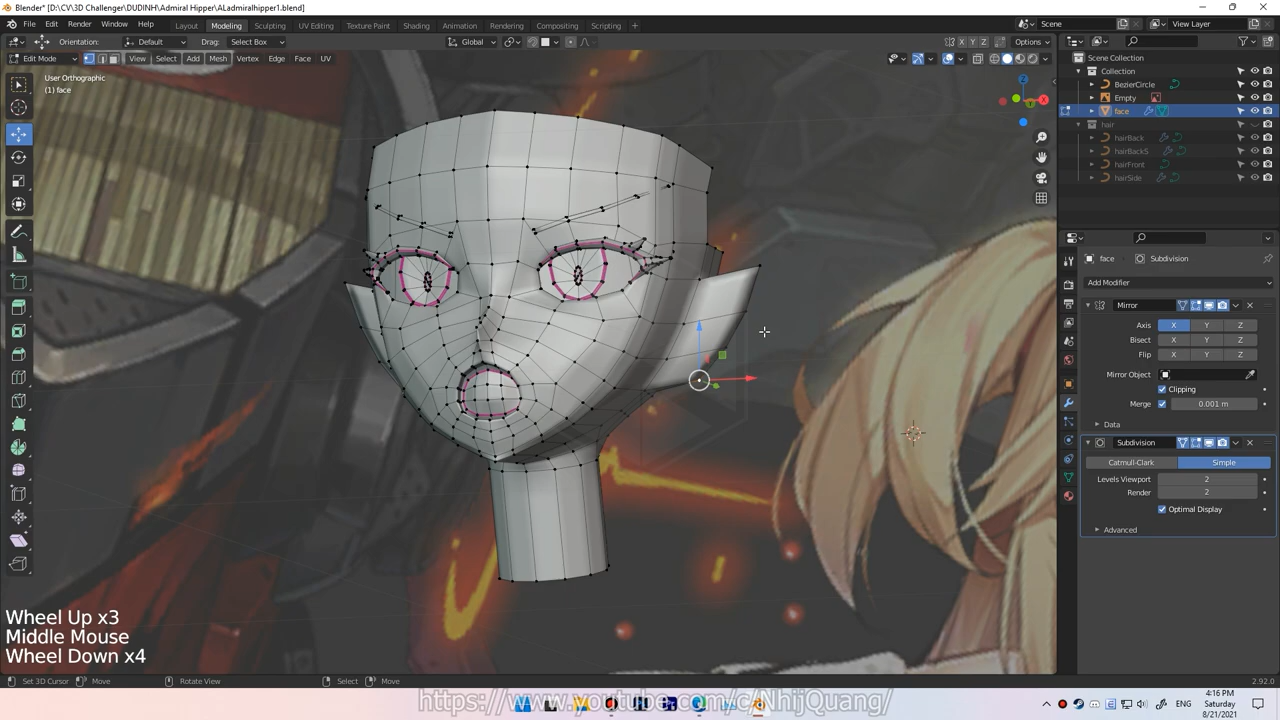 Blender* [D:\CV\3D Challenger\DUDINH\Admiral Hipper\ALadmiralhipper1.blend]
File Edit Render Window Help Layout Modeling Sculpting UV Editing Texture Paint Shading Animation Rendering Compositing Scripting + Scene View Layer
Orientation: Default Drag: Select Box Global X Y Z Options
Edit Mode View Select Add Mesh Vertex Edge Face UV
User Orthographic
(1) face
X
Z
Scene Collection
Collection
BezierCircle
Empty
face
hair
hairBack
hairBackS
hairFront
hairSide
face Subdivision
Add Modifier
Mirror
Axis X Y Z
Bisect X Y Z
Flip X Y Z
Mirror Object
Clipping
Merge 0.001 m
Data
Subdivision
Catmull-Clark Simple
Levels Viewport 2
Render 2
Optimal Display
Advanced
Wheel Up x3
Middle Mouse
Wheel Down x4
Set 3D Cursor Move Rotate View Select Move 2.92.0
https://www.youtube.com/c/NhijQuang/
ENG
4:16 PM
Saturday
8/21/2021